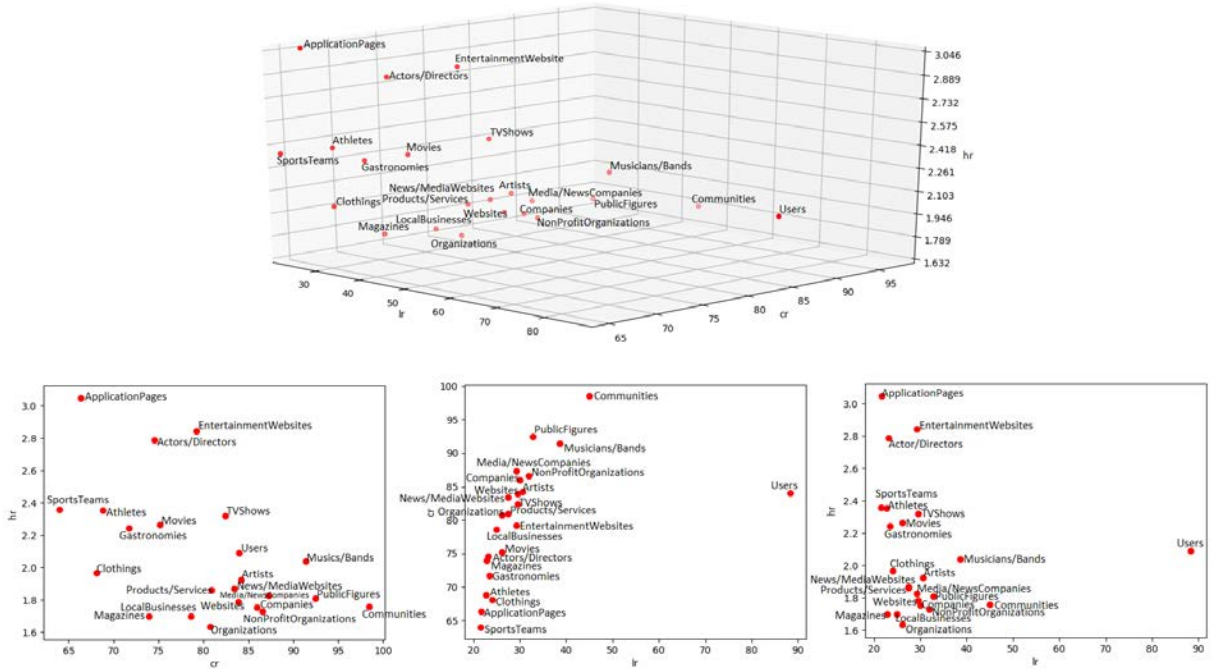 ApplicationPages
3.046
EntertainmentWebsite
2.889
Actors/Directors
2.732
2.575
TVShows
Athletes
Movies
2.418
hr
SportsTeams
Gastronomies
Musicians/Bands
2.261
News/MediaWebsites
Artists
Media/NewsCompanies
2.103
Clothings
Products/Services
PublicFigures
Communities
Users
1.946
LocalBusinesses
Websites
Companies
Magazines
NonProfitOrganizations
1.789
Organizations
1.632
30
95
40
90
lr
50
85
80
cr
60
75
70
70
80
65
ApplicationPages
3.0
EntertainmentWebsites
2.8
Actors/Directors
2.6
hr
2.4
SportsTeams
Athletes
TVShows
Movies
2.2
Gastronomies
Users
Musics/Bands
2.0
Clothings
Artists
News/MediaWebsites
Products/Services
Media/NewsCompanies
PublicFigures
1.8
LocalBusinesses
Websites
Companies
Communities
Magazines
NonProfitOrganizations
Organizations
1.6
65 70 75 80 85 90 95 100
cr
100
Communities
95
PublicFigures
Musicians/Bands
90
Media/NewsCompanies
NonProfitOrganizations
Companies
85
Websites
Artists
Users
News/MediaWebsites
TVShows
cr
Organizations
Products/Services
80
EntertainmentWebsites
LocalBusinesses
75
Movies
Actors/Directors
Magazines
Gastronomies
70
Athletes
Clothings
ApplicationPages
65
SportsTeams
20 30 40 50 60 70 80 90
lr
ApplicationPages
3.0
EntertainmentWebsites
2.8
Actor/Directors
2.6
hr
2.4
SportsTeams
Athletes
TVShows
Movies
2.2
Gastronomies
Users
Musicians/Bands
2.0
Clothings
Artists
News/MediaWebsites
Products/Services
Media/NewsCompanies
PublicFigures
1.8
Websites
Companies
Communities
Magazines
NonProfitOrganizations
LocalBusinesses
Organizations
1.6
20 30 40 50 60 70 80 90
lr